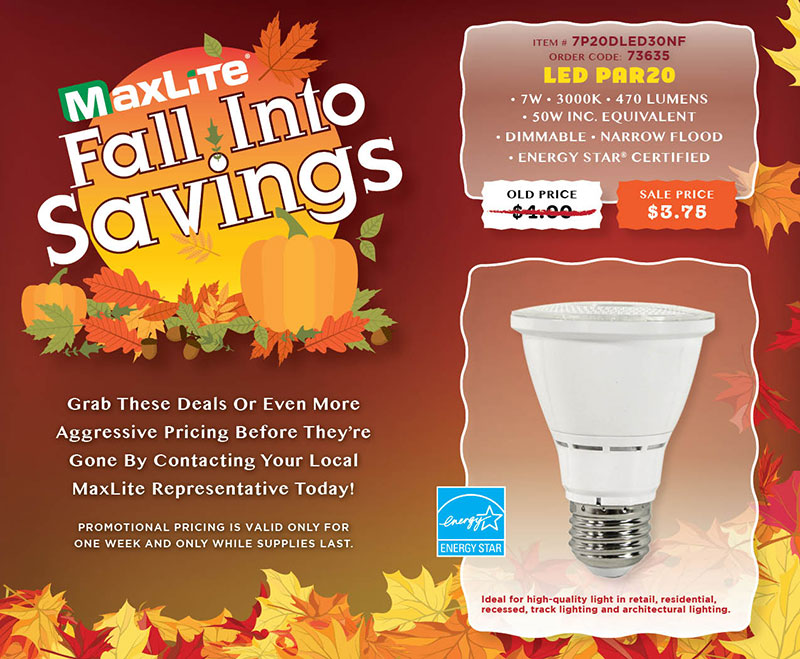 MaxLite®
Fall Into
Savings
Grab These Deals Or Even More
Aggressive Pricing Before They're
Gone By Contacting Your Local
MaxLite Representative Today!
PROMOTIONAL PRICING IS VALID ONLY FOR
ONE WEEK AND ONLY WHILE SUPPLIES LAST.
ITEM # 7P20DLED30NF
ORDER CODE: 73635
LED PAR20
• 7W • 3000K • 470 LUMENS
• 50W INC. EQUIVALENT
• DIMMABLE • NARROW FLOOD
• ENERGY STAR® CERTIFIED
OLD PRICE
$4.00
SALE PRICE
$3.75
energy
ENERGY STAR
Ideal for high-quality light in retail, residential,
recessed, track lighting and architectural lighting.